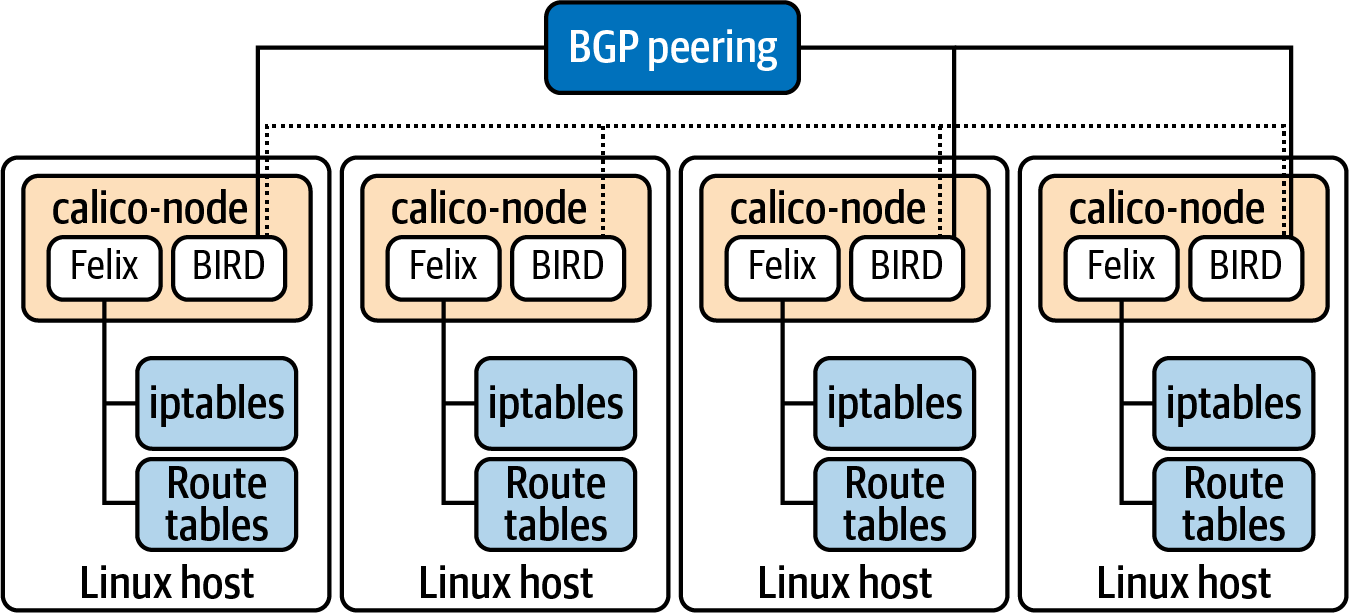 BGP peering
calico-node
Felix
BIRD
iptables
Route
tables
Linux host
calico-node
Felix
BIRD
iptables
Route
tables
Linux host
calico-node
Felix
BIRD
iptables
Route
tables
Linux host
calico-node
Felix
BIRD
iptables
Route
tables
Linux host